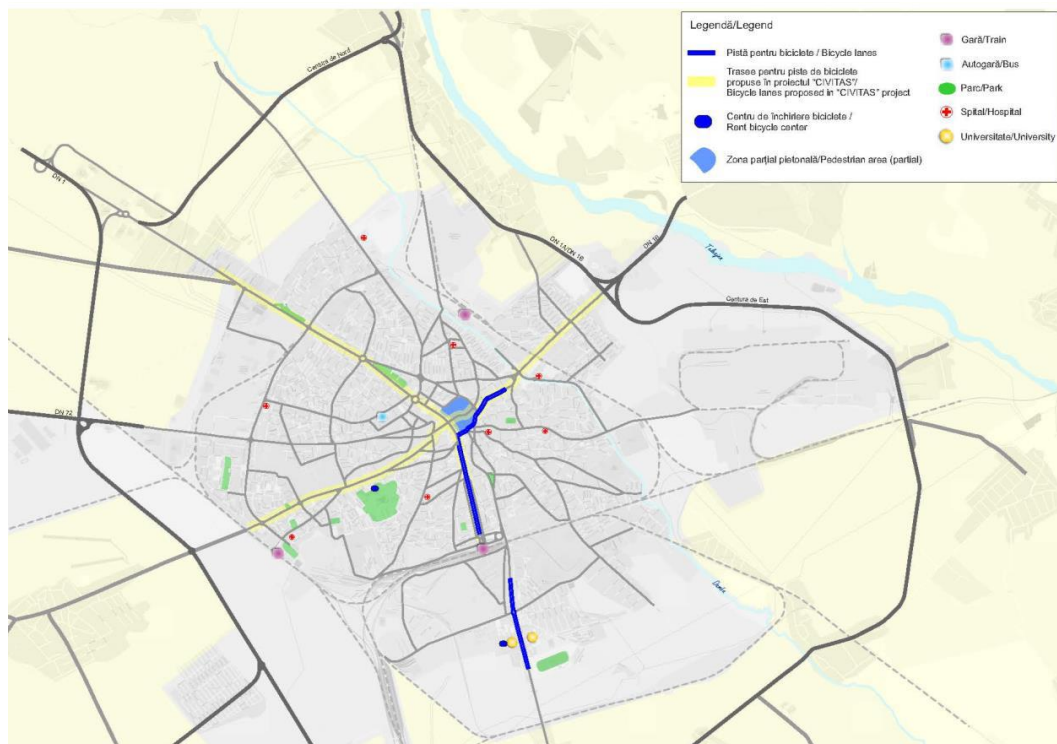 Legendă/Legend
Pistă pentru biciclete / Bicycle lanes
Trasee pentru piste de biciclete
propuse în proiectul "CIVITAS"/
Bicycle lanes proposed in "CIVITAS" project
Centru de închiriere biciclete /
Rent bicycle center
Zona parțial pietonală/Pedestrian area (partial)
Gară/Train
Autogară/Bus
Parc/Park
Spital/Hospital
Universitate/University
Centura de Nord
DN 1
DN 1A/DN 1B
DN 1B
Teleajen
Centura de Est
DN 72